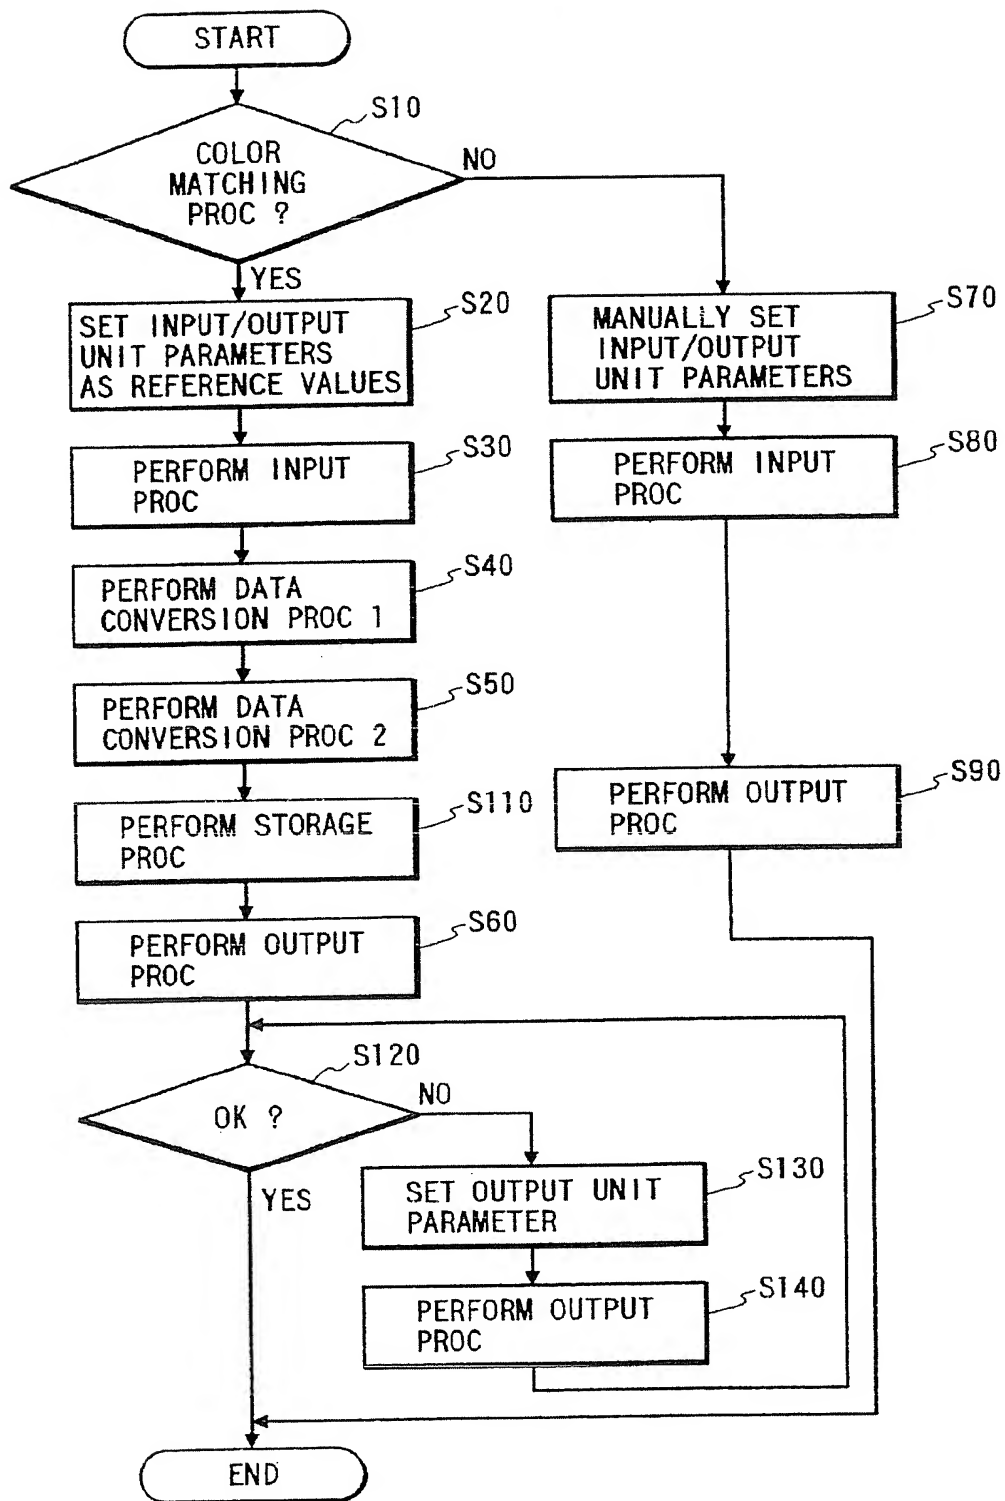 START
S10
COLOR
MATCHING
PROC ?
NO
YES
S20
SET INPUT/OUTPUT
UNIT PARAMETERS
AS REFERENCE VALUES
S70
MANUALLY SET
INPUT/OUTPUT
UNIT PARAMETERS
S30
PERFORM INPUT
PROC
S80
PERFORM INPUT
PROC
S40
PERFORM DATA
CONVERSION PROC 1
S50
PERFORM DATA
CONVERSION PROC 2
S90
PERFORM OUTPUT
PROC
S110
PERFORM STORAGE
PROC
S60
PERFORM OUTPUT
PROC
S120
OK ?
NO
YES
S130
SET OUTPUT UNIT
PARAMETER
S140
PERFORM OUTPUT
PROC
END